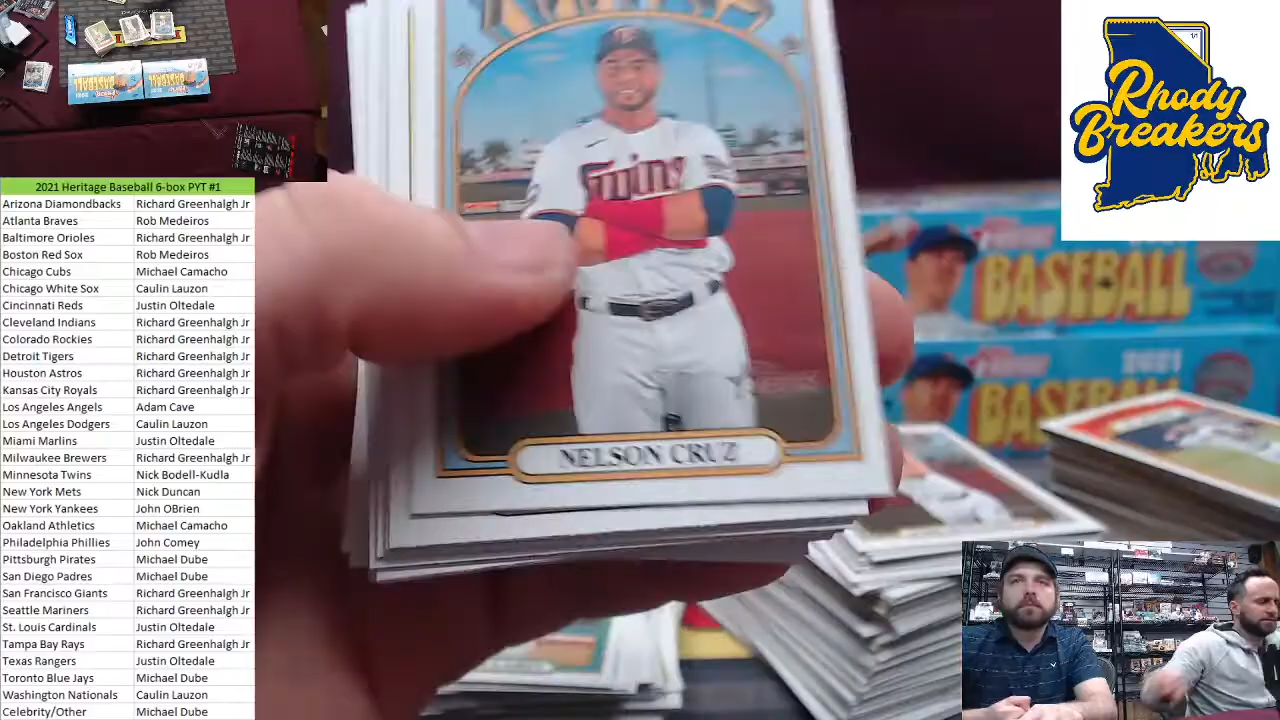 Twins
NELSON CRUZ
1/1
Rhody
Breakers
BASEBALL
2021
BASEBALL
BASEBALL
BASEBALL
2021 Heritage Baseball 6-box PYT #1
Arizona Diamondbacks Richard Greenhalgh Jr
Atlanta Braves Rob Medeiros
Baltimore Orioles Richard Greenhalgh Jr
Boston Red Sox Rob Medeiros
Chicago Cubs Michael Camacho
Chicago White Sox Caulin Lauzon
Cincinnati Reds Justin Oltedale
Cleveland Indians Richard Greenhalgh Jr
Colorado Rockies Richard Greenhalgh Jr
Detroit Tigers Richard Greenhalgh Jr
Houston Astros Richard Greenhalgh Jr
Kansas City Royals Richard Greenhalgh Jr
Los Angeles Angels Adam Cave
Los Angeles Dodgers Caulin Lauzon
Miami Marlins Justin Oltedale
Milwaukee Brewers Richard Greenhalgh Jr
Minnesota Twins Nick Bodell-Kudla
New York Mets Nick Duncan
New York Yankees John OBrien
Oakland Athletics Michael Camacho
Philadelphia Phillies John Comey
Pittsburgh Pirates Michael Dube
San Diego Padres Michael Dube
San Francisco Giants Richard Greenhalgh Jr
Seattle Mariners Richard Greenhalgh Jr
St. Louis Cardinals Justin Oltedale
Tampa Bay Rays Richard Greenhalgh Jr
Texas Rangers Justin Oltedale
Toronto Blue Jays Michael Dube
Washington Nationals Caulin Lauzon
Celebrity/Other Michael Dube